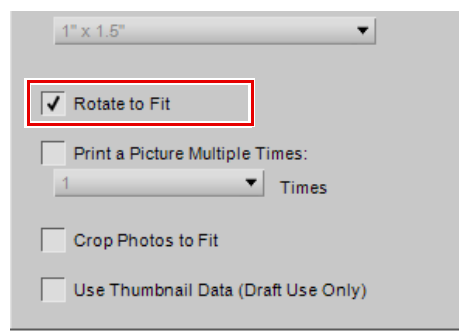 1" x 1.5"
Rotate to Fit
Print a Picture Multiple Times:
1 Times
Crop Photos to Fit
Use Thumbnail Data (Draft Use Only)